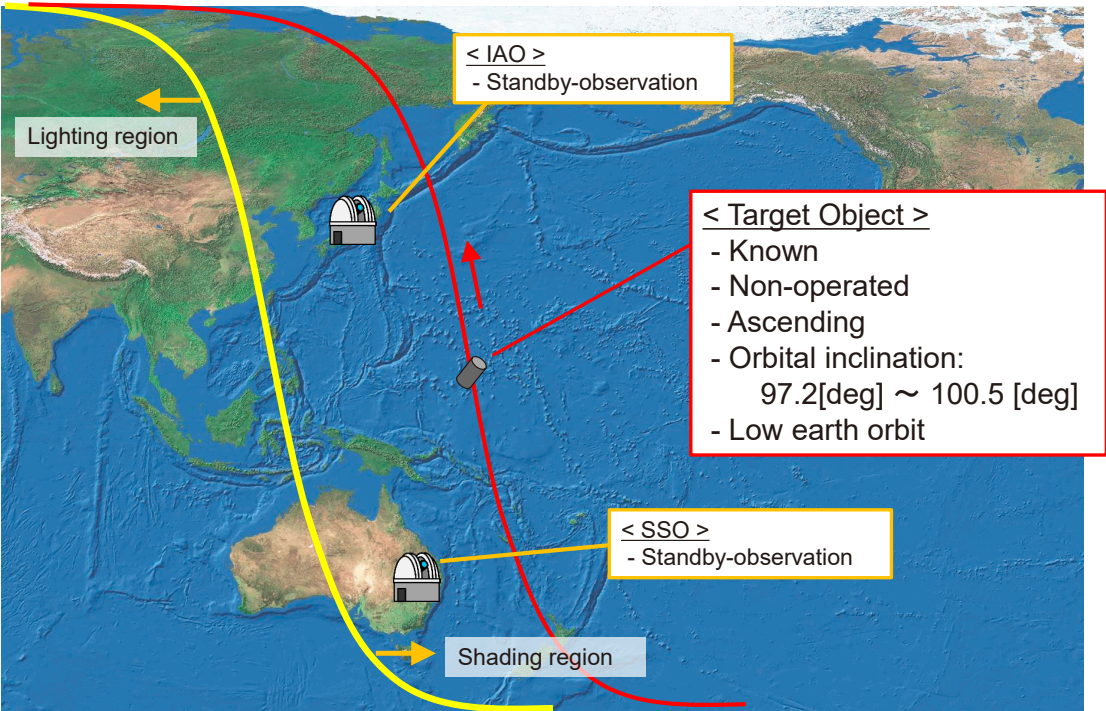 < IAO >
- Standby-observation
Lighting region
< Target Object >
- Known
- Non-operated
- Ascending
- Orbital inclination:
97.2[deg] ～ 100.5 [deg]
- Low earth orbit
< SSO >
- Standby-observation
Shading region